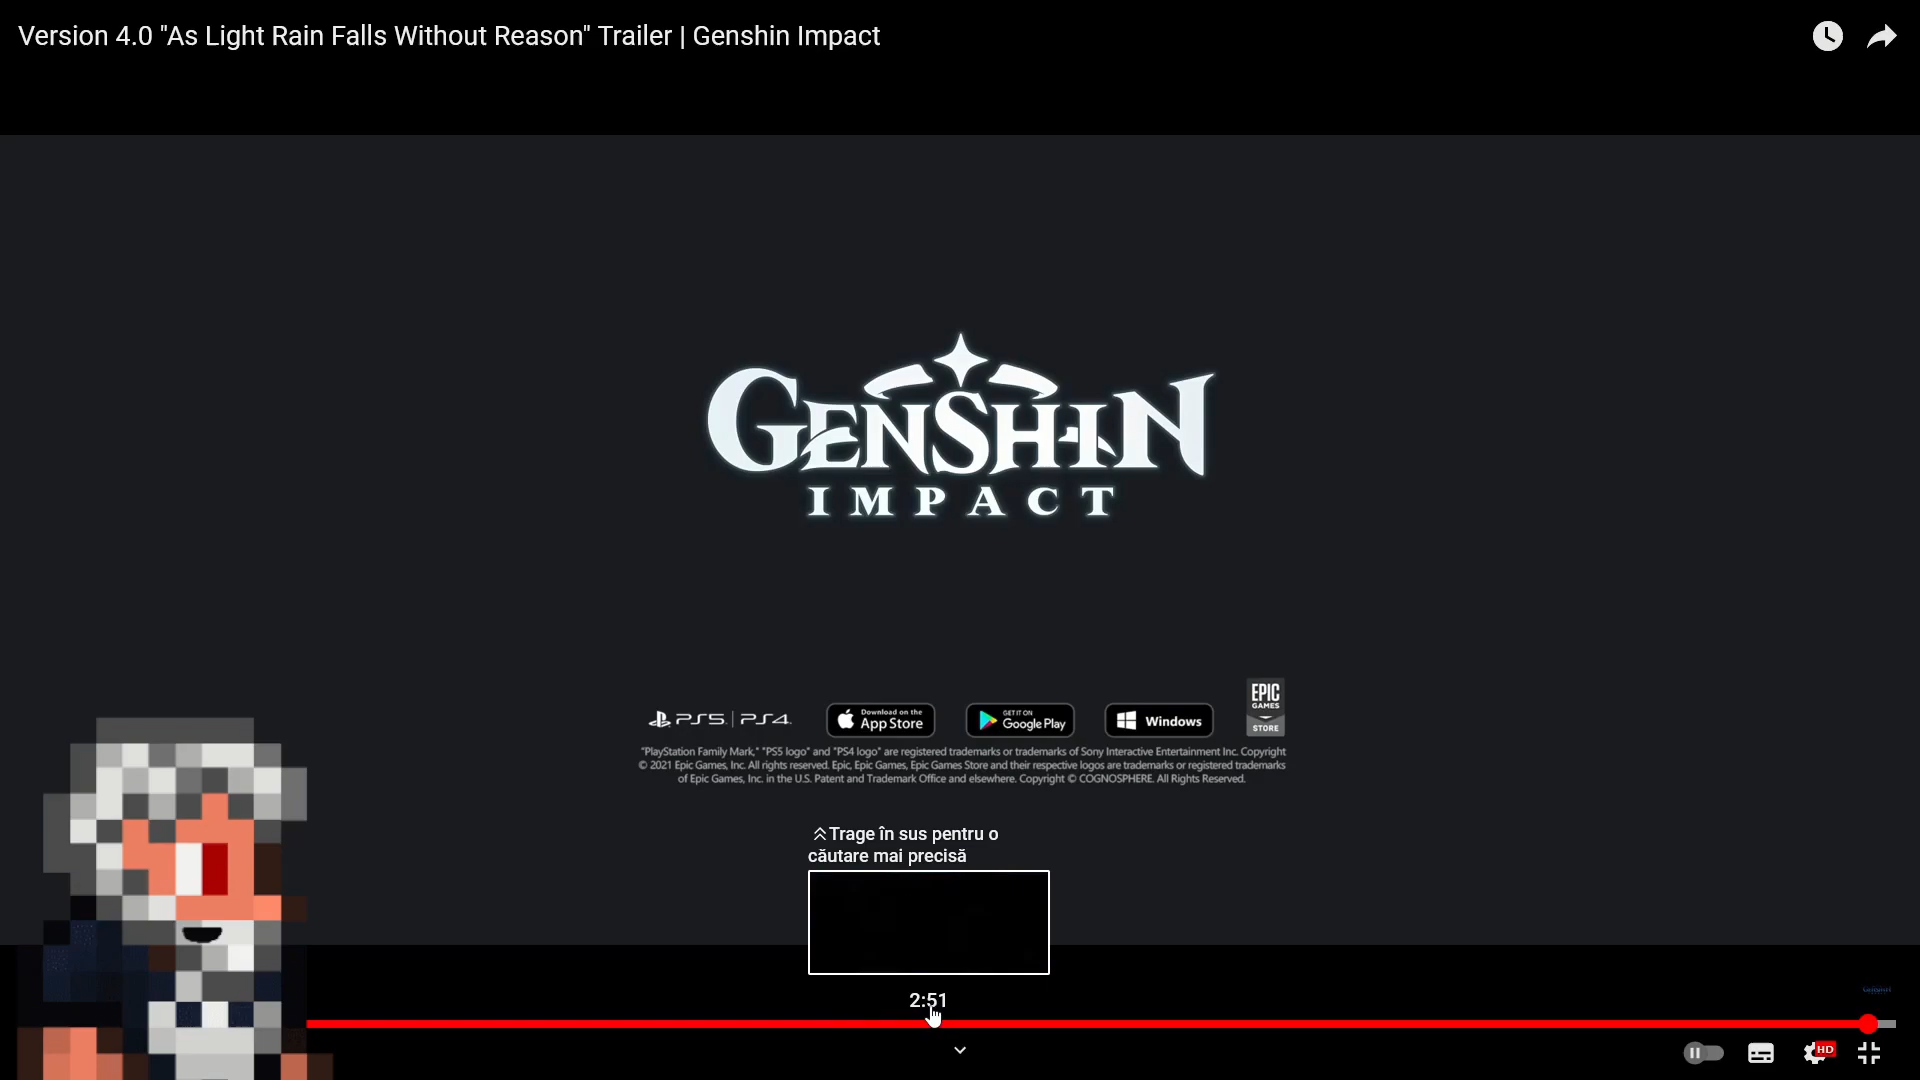 Version 4.0 "As Light Rain Falls Without Reason" Trailer | Genshin Impact
GENSHIN
IMPACT
PS5 | PS4
Download on the
App Store
GET IT ON
Google Play
Windows
EPIC
GAMES
STORE
"PlayStation Family Mark," "PS5 logo" and "PS4 logo" are registered trademarks or trademarks of Sony Interactive Entertainment Inc. Copyright
© 2021 Epic Games, Inc. All rights reserved. Epic, Epic Games, Epic Games Store and their respective logos are trademarks or registered trademarks
of Epic Games, Inc. in the U.S. Patent and Trademark Office and elsewhere. Copyright © COGNOSPHERE. All Rights Reserved.
Trage în sus pentru o
căutare mai precisă
2:51
GENSHIN
HD